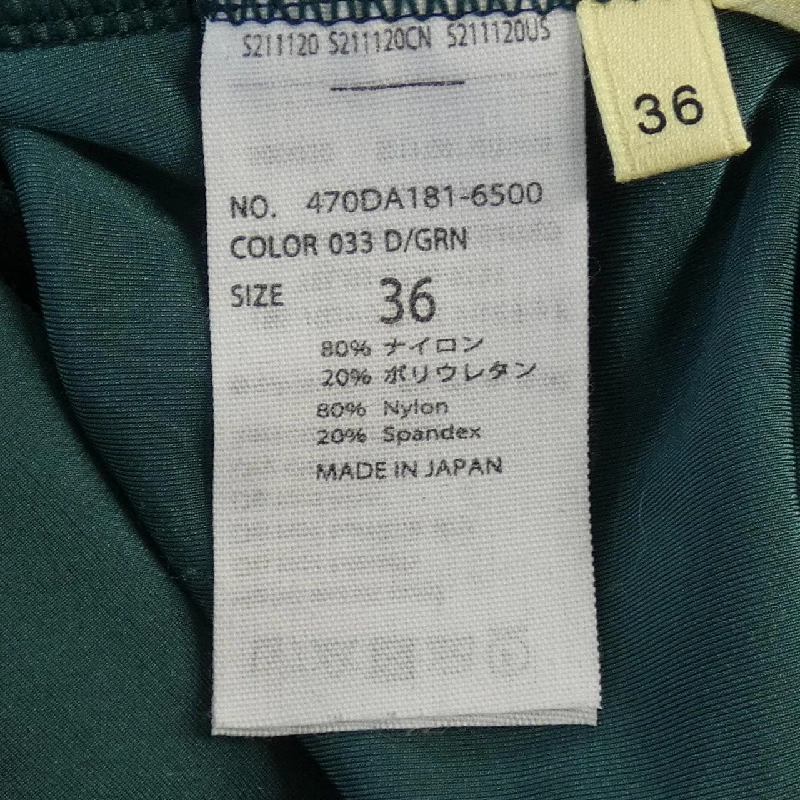 S211120 S211120CN S211120US
36
NO. 470DA181-6500
COLOR 033 D/GRN
SIZE 36
80% ナイロン
20% ポリウレタン
80% Nylon
20% Spandex
MADE IN JAPAN